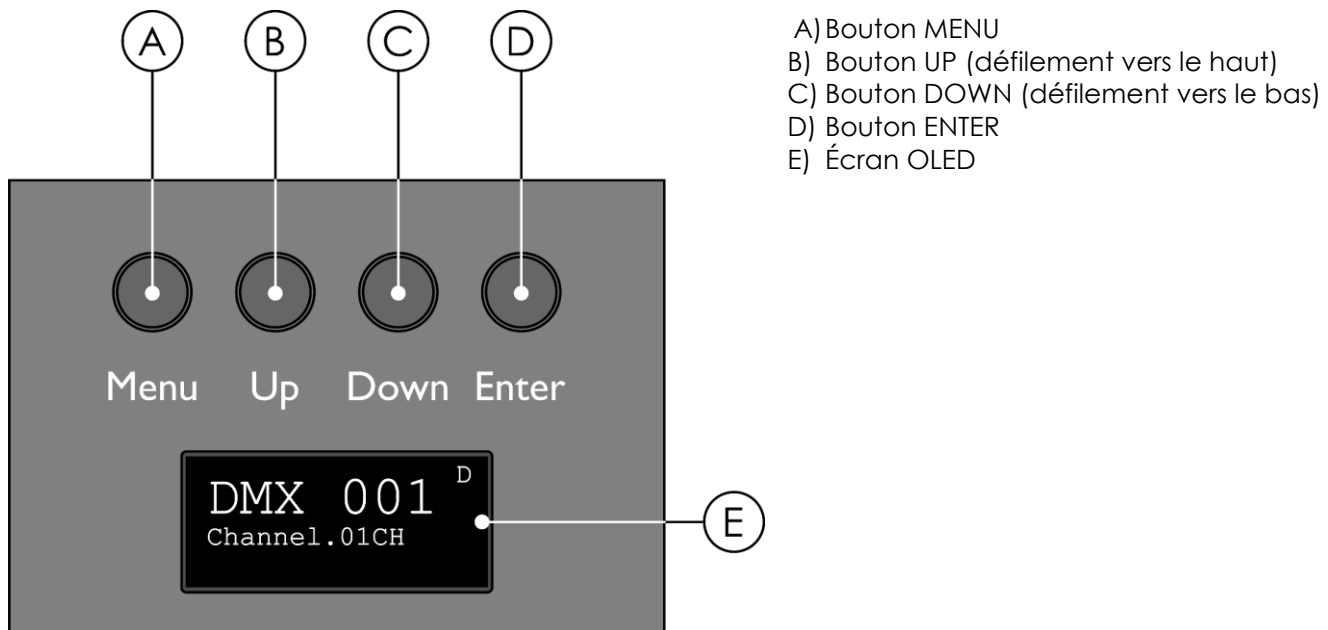 A B C D
A) Bouton MENU
B) Bouton UP (défilement vers le haut)
C) Bouton DOWN (défilement vers le bas)
D) Bouton ENTER
E) Écran OLED
Menu Up Down Enter
DMX 001 D
Channel.01CH
E